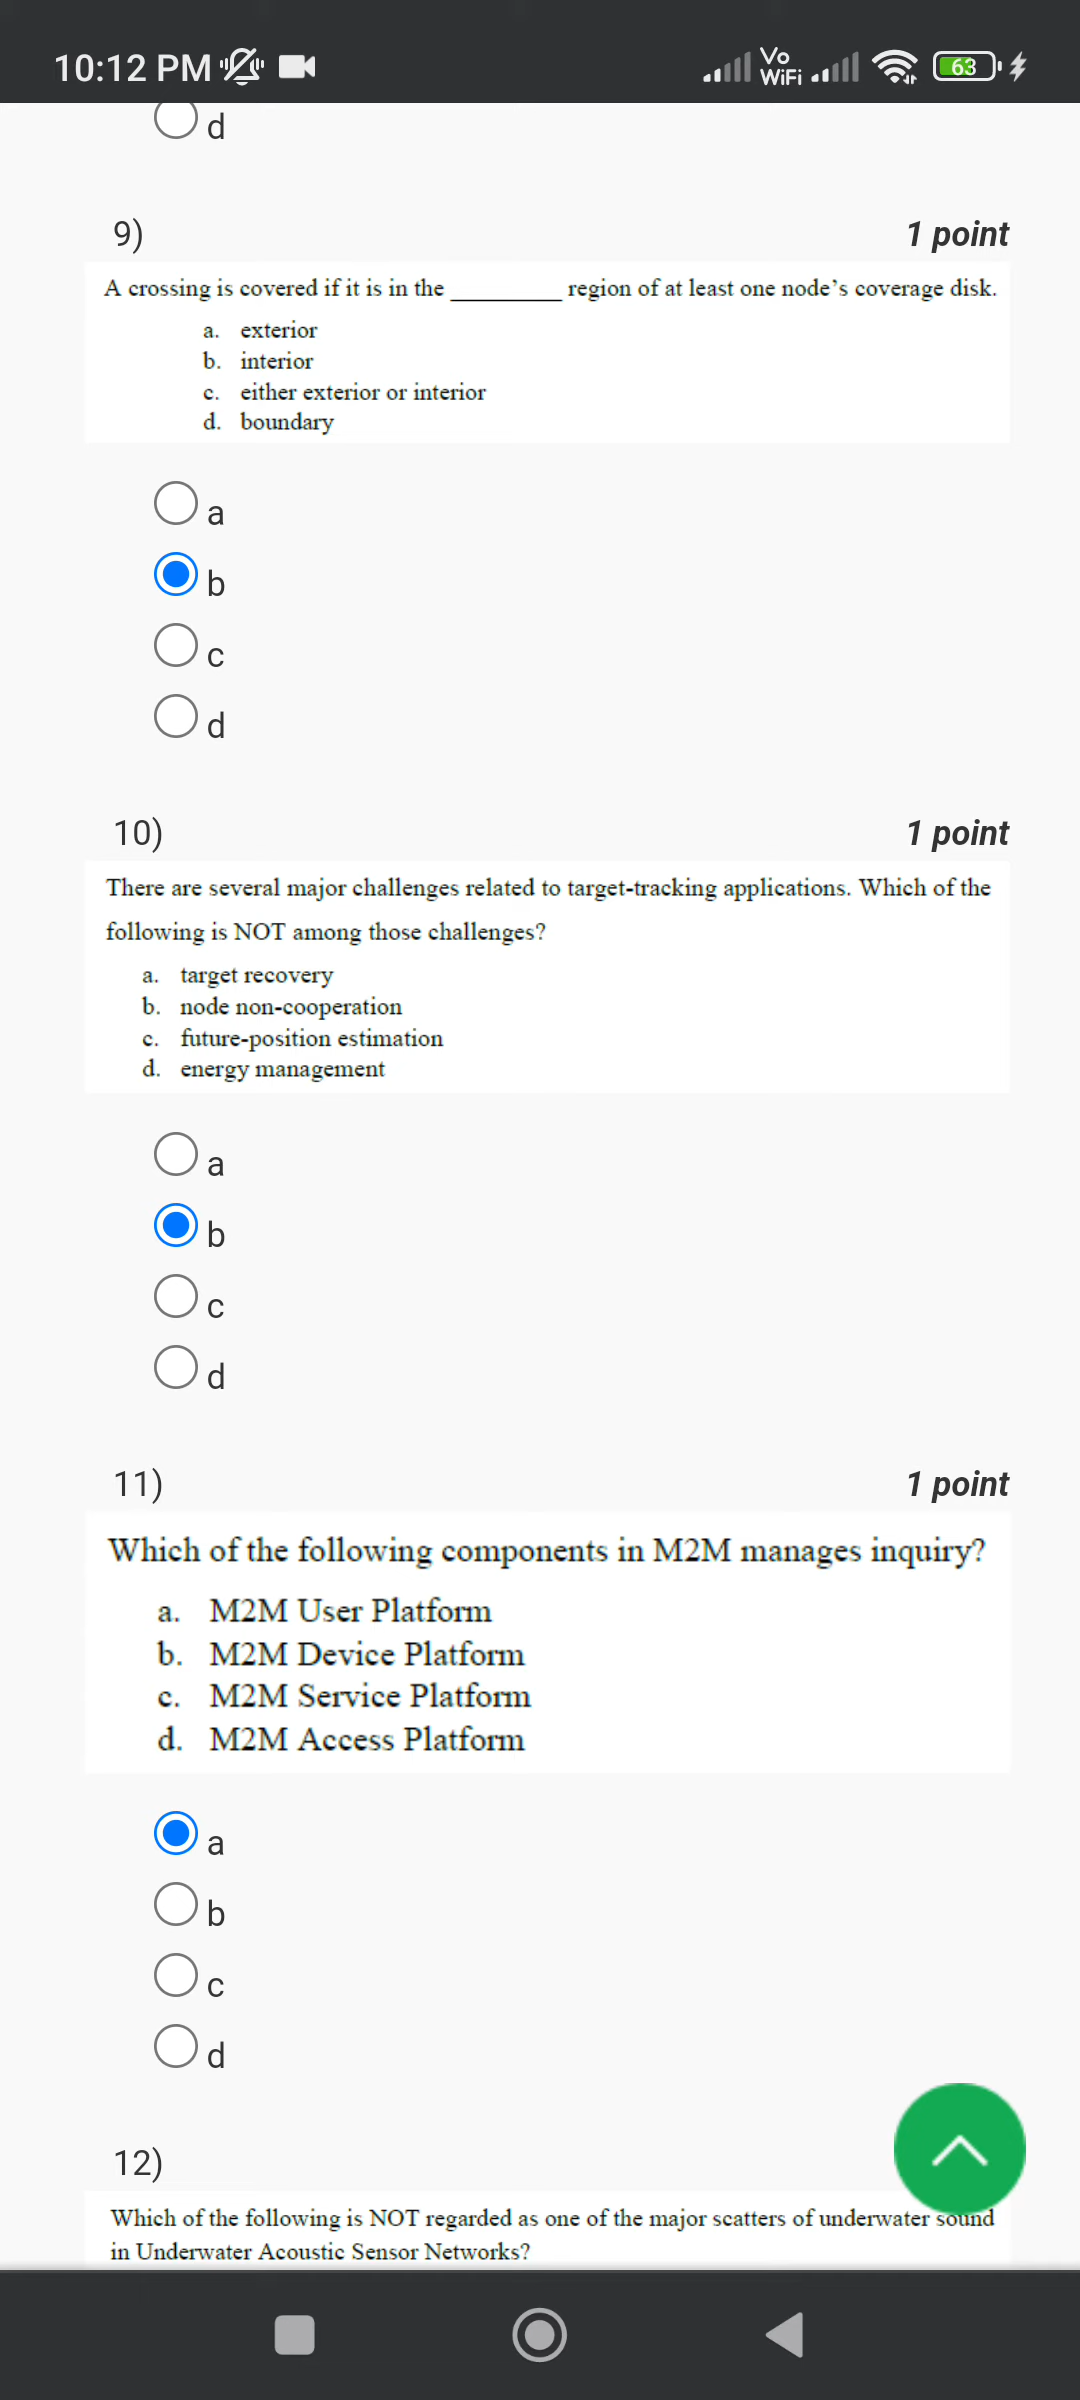 10:12 PM
Vo
WiFi
63
d
9)
1 point
A crossing is covered if it is in the _________ region of at least one node's coverage disk.
a. exterior
b. interior
c. either exterior or interior
d. boundary
a
b
c
d
10)
1 point
There are several major challenges related to target-tracking applications. Which of the
following is NOT among those challenges?
a. target recovery
b. node non-cooperation
c. future-position estimation
d. energy management
a
b
c
d
11)
1 point
Which of the following components in M2M manages inquiry?
a. M2M User Platform
b. M2M Device Platform
c. M2M Service Platform
d. M2M Access Platform
a
b
c
d
12)
Which of the following is NOT regarded as one of the major scatters of underwater sound
in Underwater Acoustic Sensor Networks?